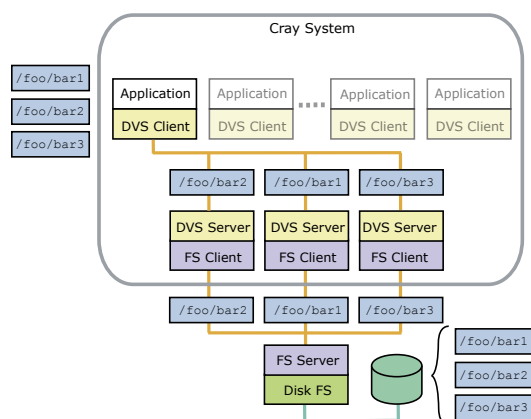 Cray System
/foo/bar1
/foo/bar2
/foo/bar3
Application Application Application Application
DVS Client DVS Client DVS Client DVS Client
/foo/bar2 /foo/bar1 /foo/bar3
DVS Server DVS Server DVS Server
FS Client FS Client FS Client
/foo/bar2 /foo/bar1 /foo/bar3
FS Server
Disk FS
/foo/bar1
/foo/bar2
/foo/bar3